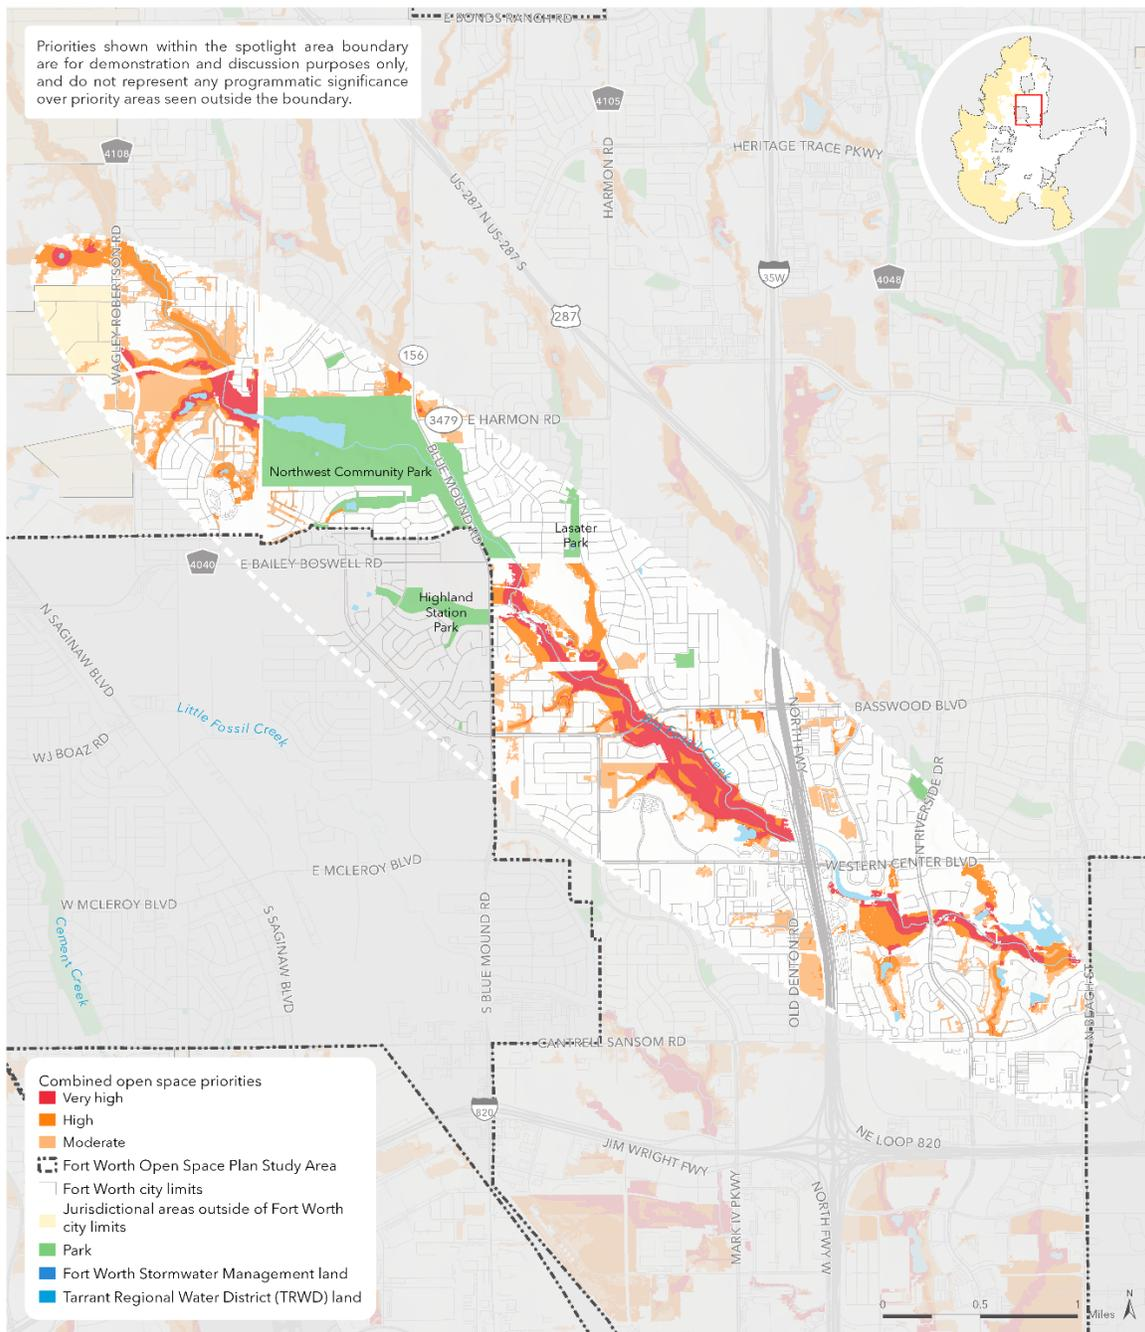 E BONDS RANCH RD
Priorities shown within the spotlight area boundary
are for demonstration and discussion purposes only,
and do not represent any programmatic significance
over priority areas seen outside the boundary.
4105
4108
HERITAGE TRACE PKWY
HARMON RD
US-287 N US-287 S
35W
4048
WAGLEY ROBERTSON RD
287
156
3479
E HARMON RD
BLUE MOUND RD
Northwest Community Park
Lasater
Park
4040
E BAILEY BOSWELL RD
Highland
Station
Park
N SAGINAW BLVD
Little Fossil Creek
WJ BOAZ RD
NORTH FWY
BASSWOOD BLVD
Creek
N RIVERSIDE DR
E MCLEROY BLVD
WESTERN CENTER BLVD
W MCLEROY BLVD
S SAGINAW BLVD
Cement Creek
S BLUE MOUND RD
OLD DENTON RD
N BEACH ST
CANTRELL SANSOM RD
820
JIM WRIGHT FWY
NE LOOP 820
MARK IV PKWY
NORTH FWY W
Combined open space priorities
Very high
High
Moderate
Fort Worth Open Space Plan Study Area
Fort Worth city limits
Jurisdictional areas outside of Fort Worth
city limits
Park
Fort Worth Stormwater Management land
Tarrant Regional Water District (TRWD) land
0 0.5 1
Miles
N